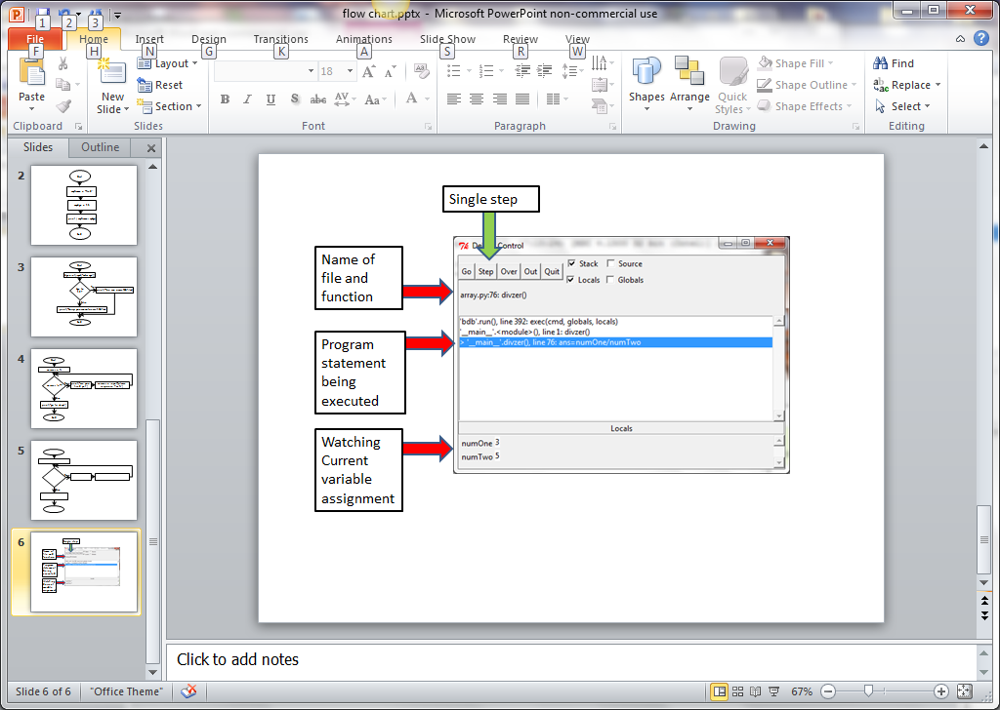 flow chart.pptx - Microsoft PowerPoint non-commercial use
1 2 3
File Home Insert Design Transitions Animations Slide Show Review View
F H N G K A S R W
Paste
Clipboard
New
Slide
Layout
Reset
Section
Slides
18
B I U S abc AV Aa A
Font
Paragraph
Shapes
Arrange
Quick
Styles
Shape Fill
Shape Outline
Shape Effects
Drawing
Find
Replace
Select
Editing
Slides Outline
2
3
4
5
6
Single step
Name of
file and
function
Program
statement
being
executed
Watching
Current
variable
assignment
Control
Go Step Over Out Quit
Stack Source
Locals Globals
array.py:76: divzer()
'bdb'.run(), line 392: exec(cmd, globals, locals)
'__main__'.<module>(), line 1: divzer()
> '__main__'.divzer(), line 76: ans=numOne/numTwo
Locals
numOne 3
numTwo 5
Click to add notes
Slide 6 of 6 "Office Theme" 67%